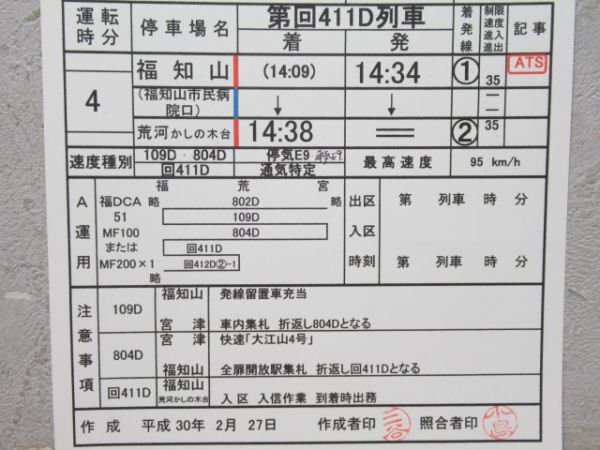 運転時分 停車場名 第回411D列車 着発線 制限速度 進入 進出 記事
着 発
4 福知山 (14:09) 14:34 ① 35 ATS
(福知山市民病院口) ↓ ↓ ― ―
荒河かしの木台 14:38 ═ ② 35
速度種別 109D・804D 停気E9 最高速度 95 km/h
回411D 通気特定
A運用 福 荒 宮
福DCA 略 802D 略 出区 第 列車 時 分
51 109D
MF100 804D 入区
または 回411D
MF200×1 回412D②-1 時刻 第 列車 時 分
略
注意事項 109D 福知山 発線留置車充当
宮津 車内集札 折返し804Dとなる
804D 宮津 快速「大江山4号」
福知山 全扉開放駅集札 折返し回411Dとなる
回411D 福知山
荒河かしの木台 入区 入信作業 到着時出務
作成 平成30年 2月 27日 作成者印 三谷 照合者印 小島